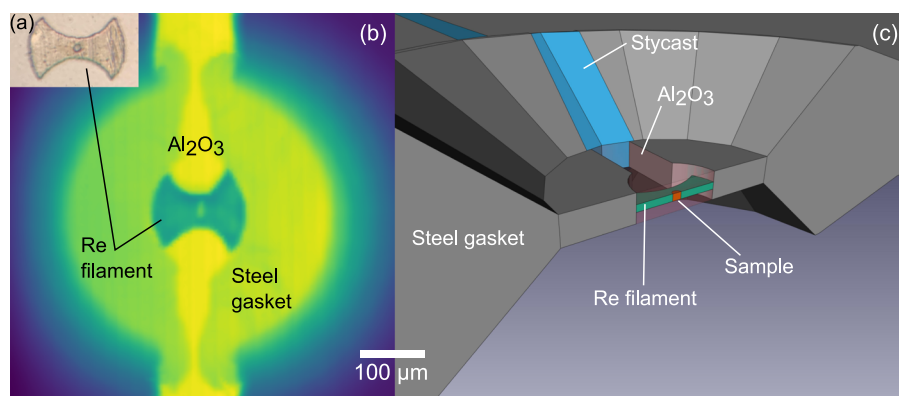 (a)
(b)
Al₂O₃
Re
filament
Steel
gasket
100 µm
(c)
Stycast
Al₂O₃
Steel gasket
Sample
Re filament